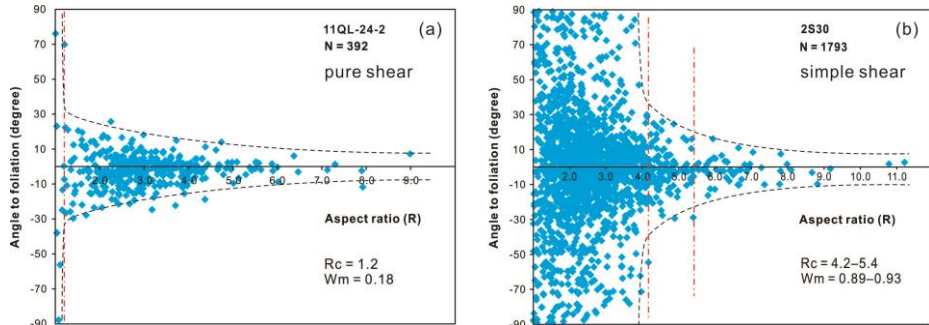 90
70
50
30
10
-10
-30
-50
-70
-90
Angle to foliation (degree)
11QL-24-2
N = 392
(a)
pure shear
2.0 3.0 4.0 5.0 6.0 7.0 8.0 9.0
Aspect ratio (R)
Rc = 1.2
Wm = 0.18
90
70
50
30
10
-10
-30
-50
-70
-90
Angle to foliation (degree)
2S30
N = 1793
(b)
simple shear
2.0 3.0 4.0 5.0 6.0 7.0 8.0 9.0 10.0 11.0
Aspect ratio (R)
Rc = 4.2–5.4
Wm = 0.89–0.93